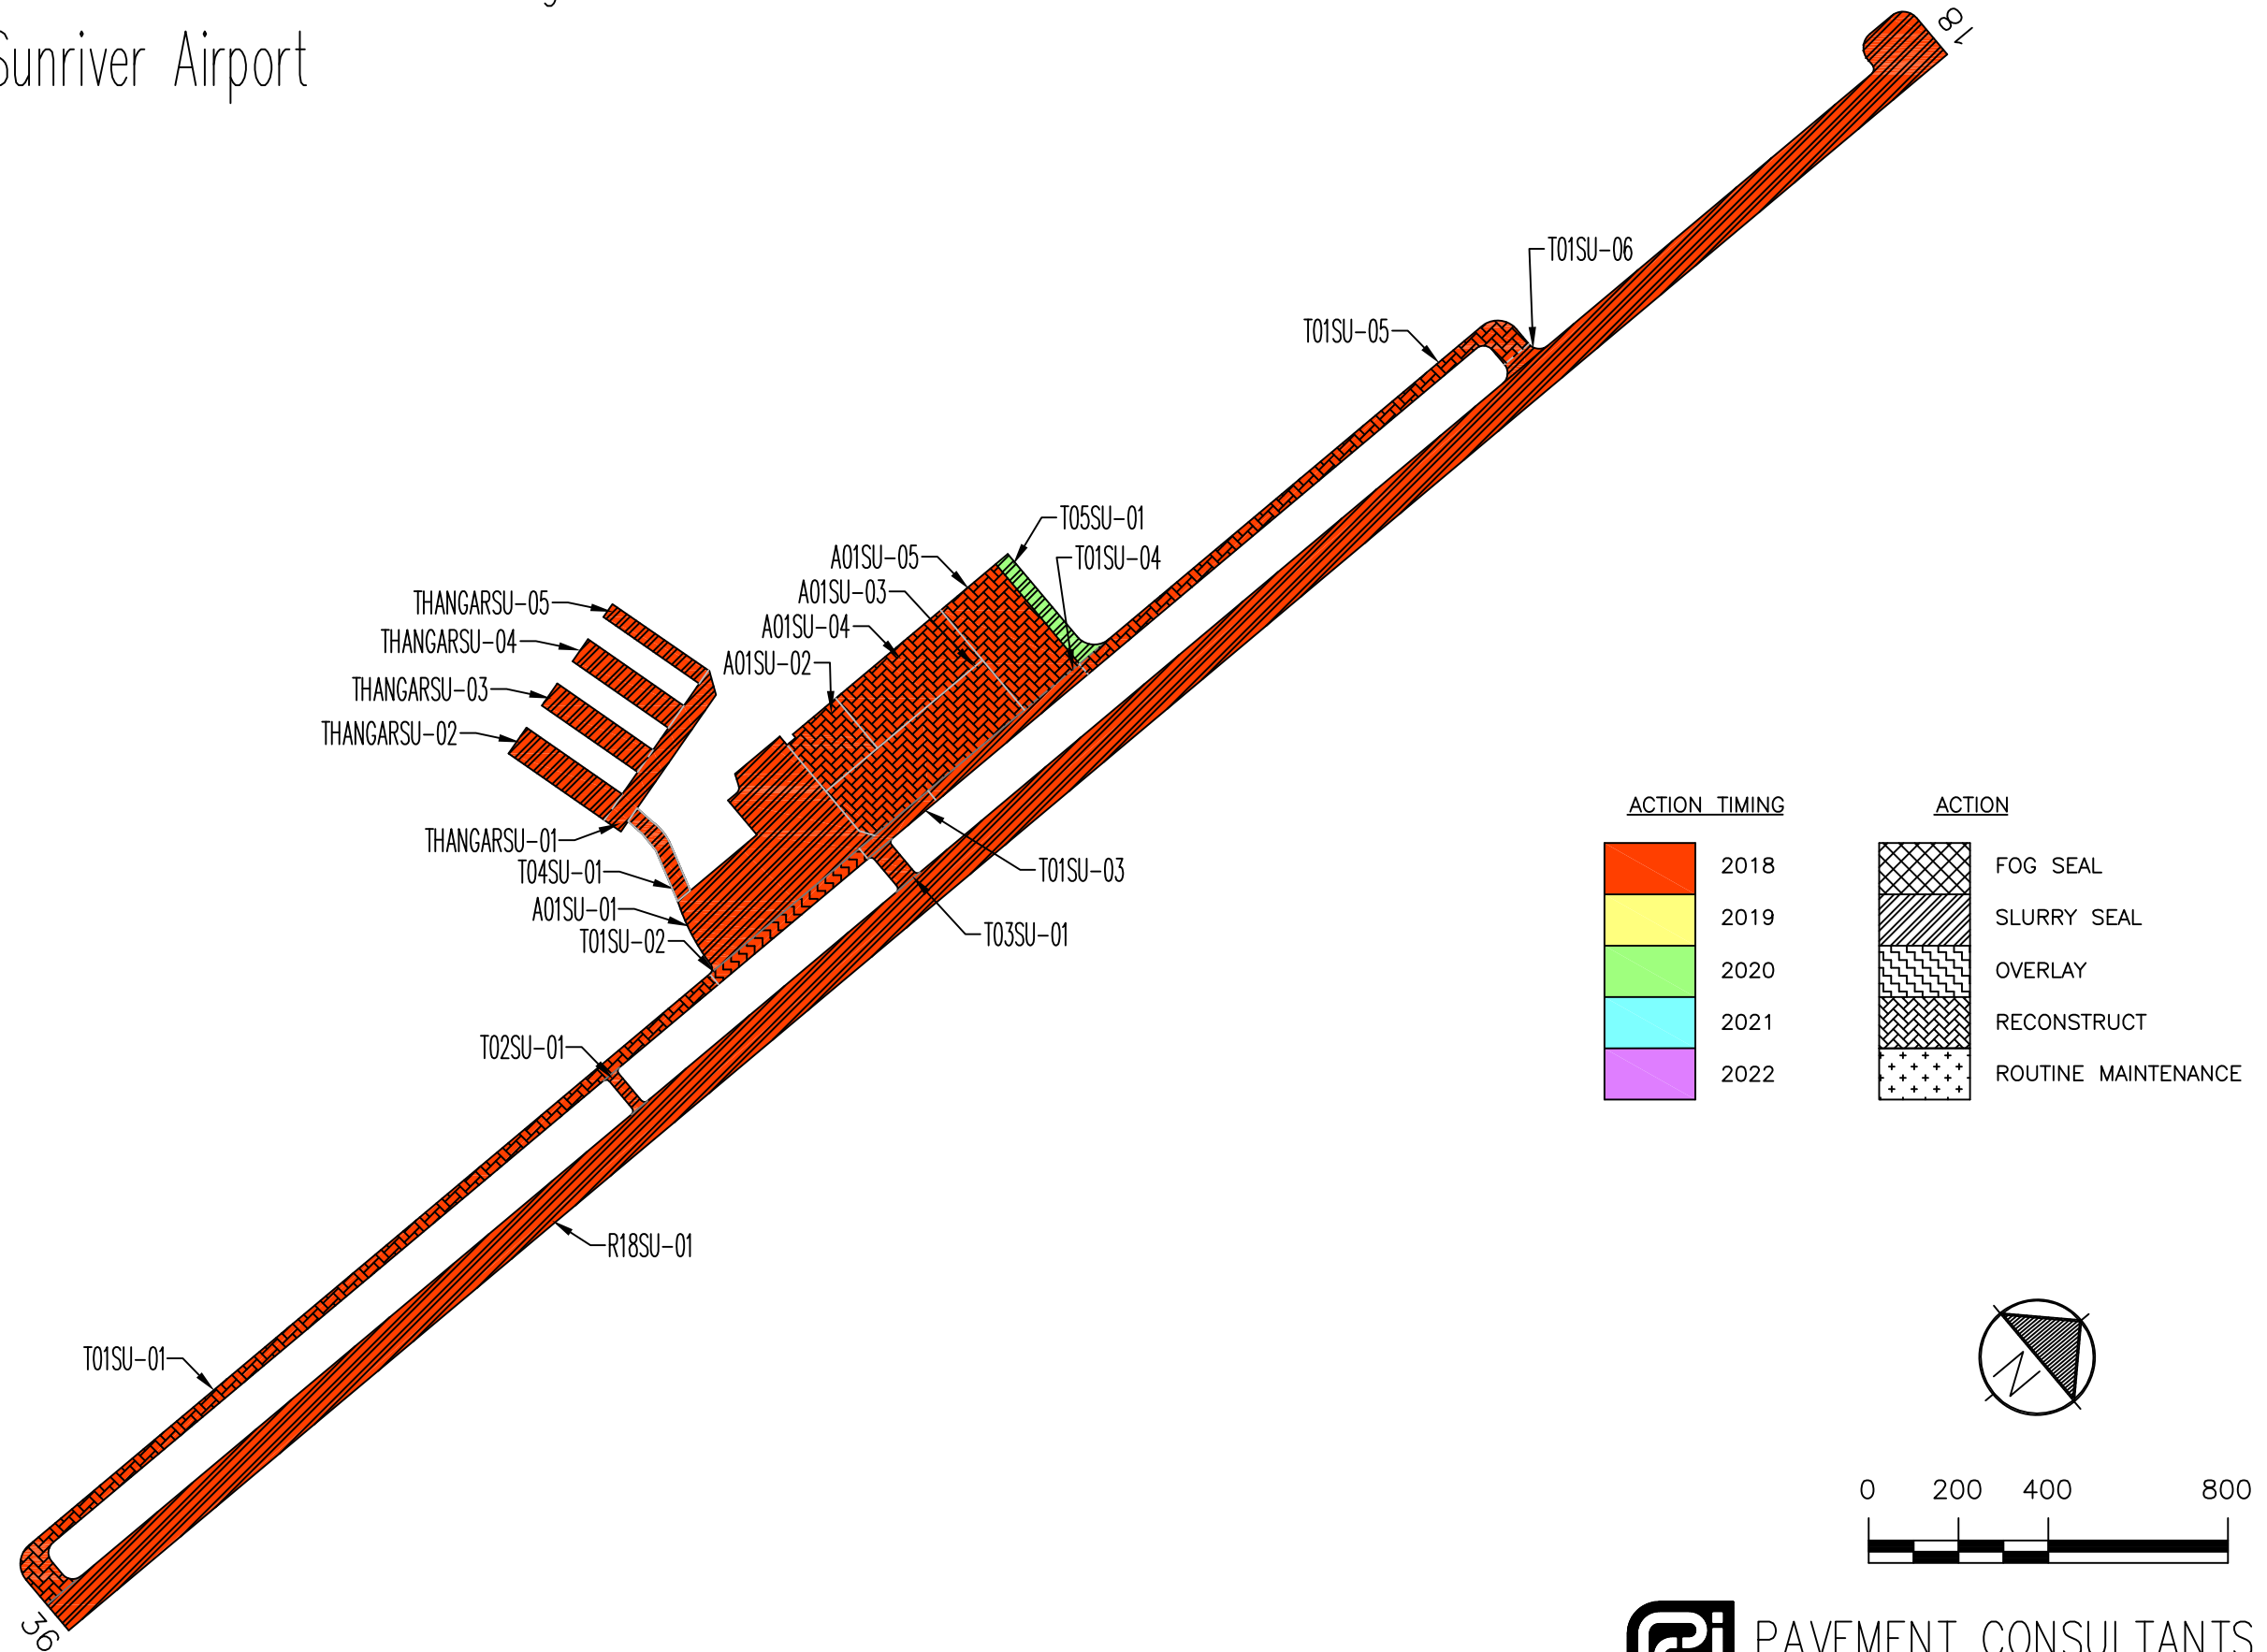 Sunriver Airport
18
T01SU-06
T01SU-05
T05SU-01
A01SU-05
T01SU-04
A01SU-03
THANGARSU-05
A01SU-04
THANGARSU-04
A01SU-02
THANGARSU-03
THANGARSU-02
THANGARSU-01
T04SU-01
T01SU-03
A01SU-01
T01SU-02
T03SU-01
T02SU-01
R18SU-01
T01SU-01
36
ACTION TIMING
2018
2019
2020
2021
2022
ACTION
FOG SEAL
SLURRY SEAL
OVERLAY
RECONSTRUCT
ROUTINE MAINTENANCE
N
0 200 400 800
PAVEMENT CONSULTANTS